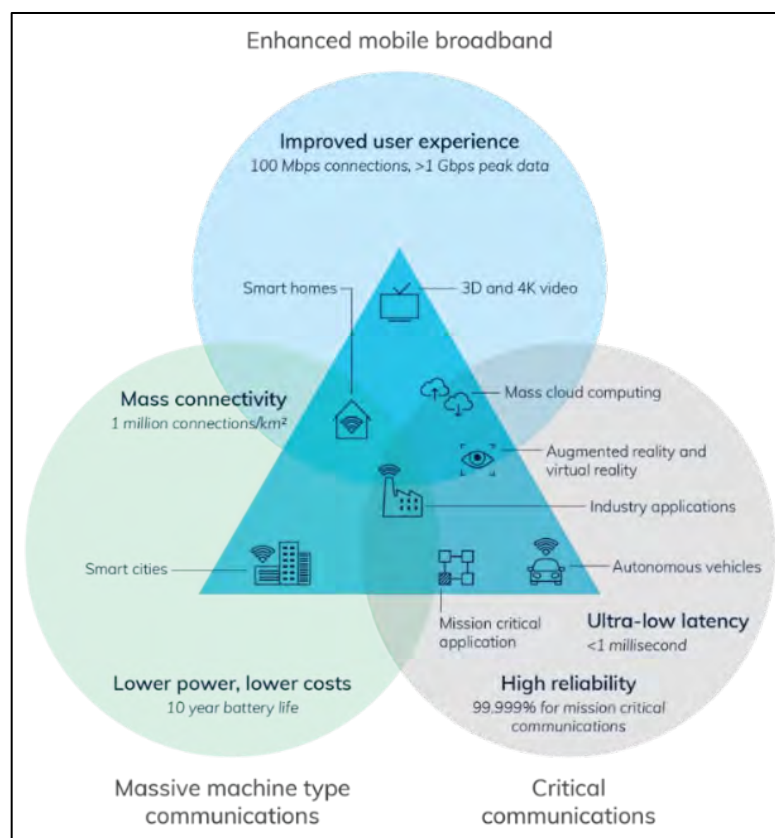 Enhanced mobile broadband
Improved user experience
100 Mbps connections, >1 Gbps peak data
Smart homes
3D and 4K video
Mass connectivity
1 million connections/km²
Mass cloud computing
Augmented reality and
virtual reality
Industry applications
Smart cities
Autonomous vehicles
Mission critical
application
Ultra-low latency
<1 millisecond
Lower power, lower costs
10 year battery life
High reliability
99.999% for mission critical
communications
Massive machine type
communications
Critical
communications